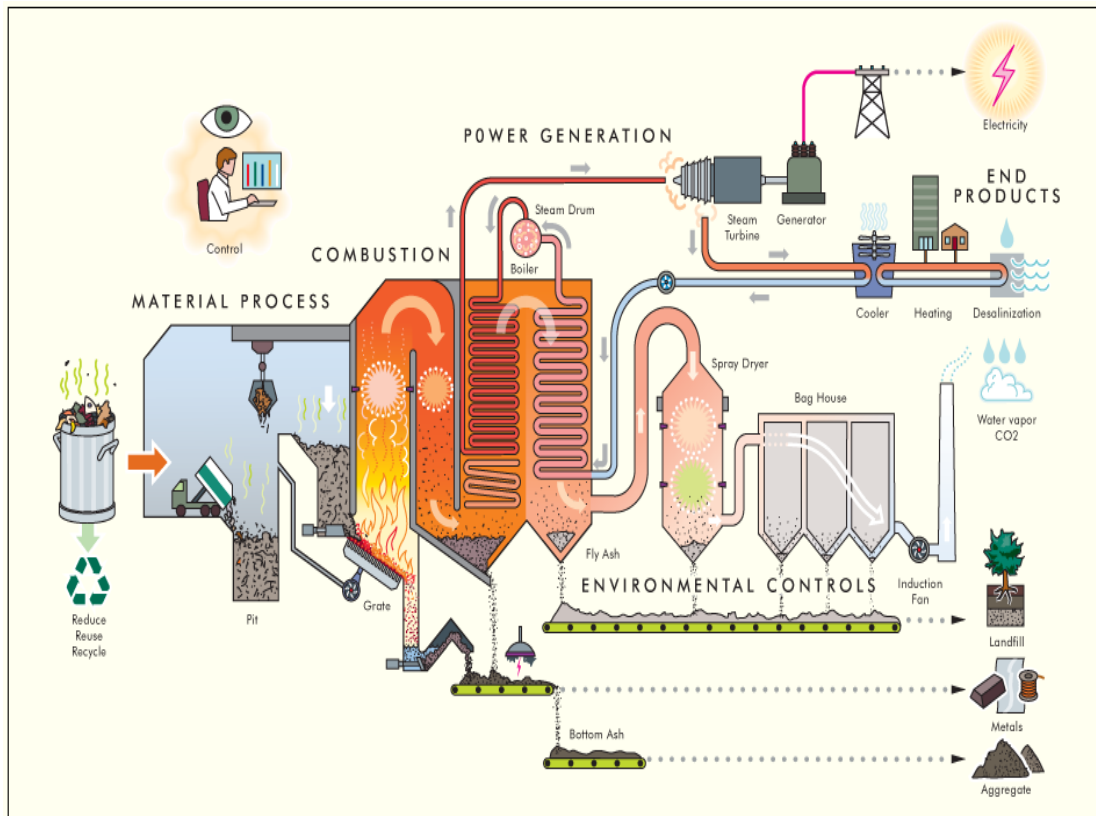 Electricity
POWER GENERATION
END
PRODUCTS
Steam Drum
Steam
Turbine
Generator
Control
COMBUSTION
Boiler
MATERIAL PROCESS
Cooler
Heating
Desalinization
Spray Dryer
Bag House
Water vapor
CO2
Fly Ash
ENVIRONMENTAL CONTROLS
Induction
Fan
Grate
Pit
Reduce
Reuse
Recycle
Landfill
Metals
Bottom Ash
Aggregate